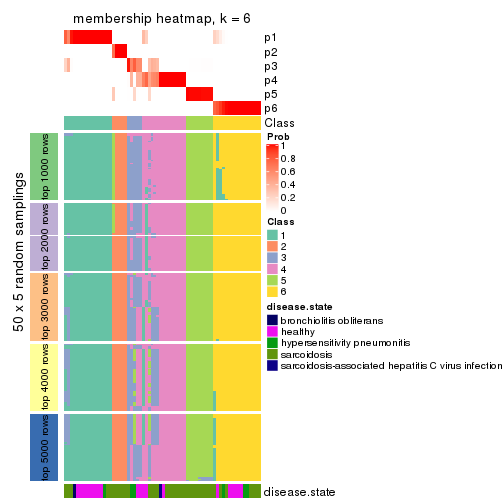 membership heatmap, k = 6
p1
p2
p3
p4
p5
p6
Class
50 x 5 random samplings
top 1000 rows
top 2000 rows
top 3000 rows
top 4000 rows
top 5000 rows
Prob
1
0.8
0.6
0.4
0.2
0
Class
1
2
3
4
5
6
disease.state
bronchiolitis obliterans
healthy
hypersensitivity pneumonitis
sarcoidosis
sarcoidosis-associated hepatitis C virus infection
disease.state